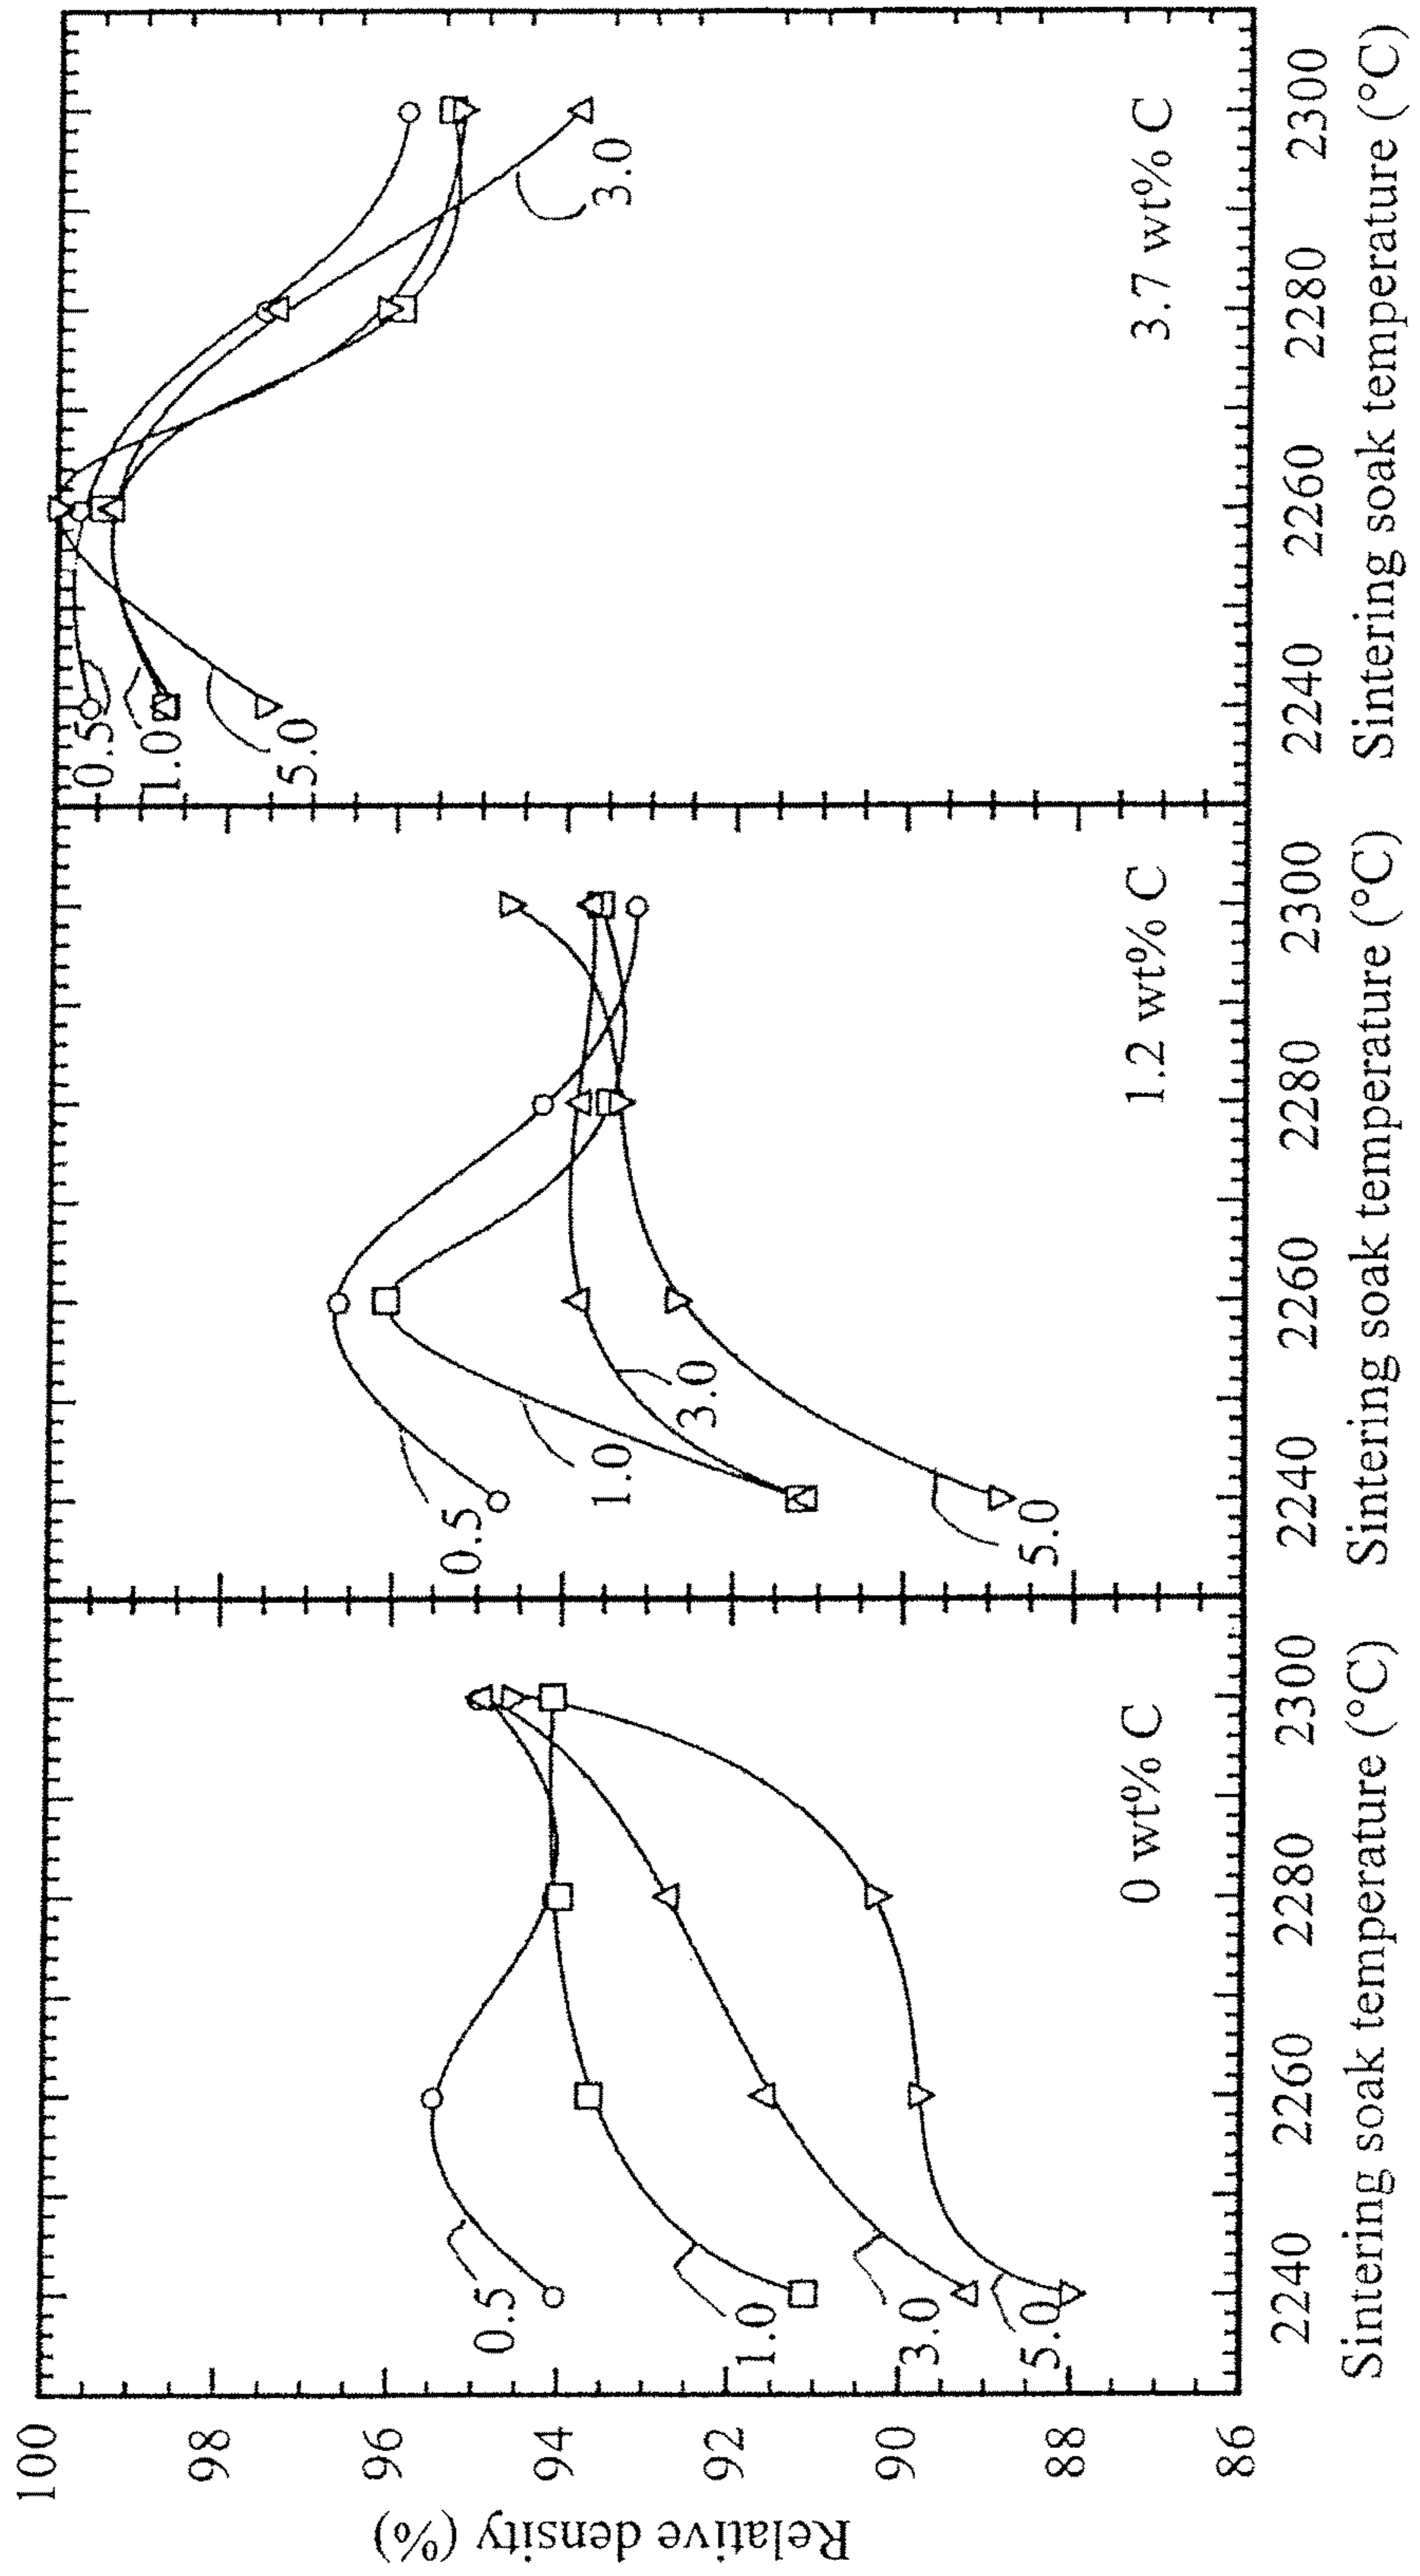 Relative density (%)
100
98
96
94
92
90
88
86
0.5
1.0
3.0
5.0
0 wt% C
2240 2260 2280 2300
Sintering soak temperature (°C)
0.5
1.0
3.0
5.0
1.2 wt% C
2240 2260 2280 2300
Sintering soak temperature (°C)
0.5
1.0
5.0
3.0
3.7 wt% C
2240 2260 2280 2300
Sintering soak temperature (°C)